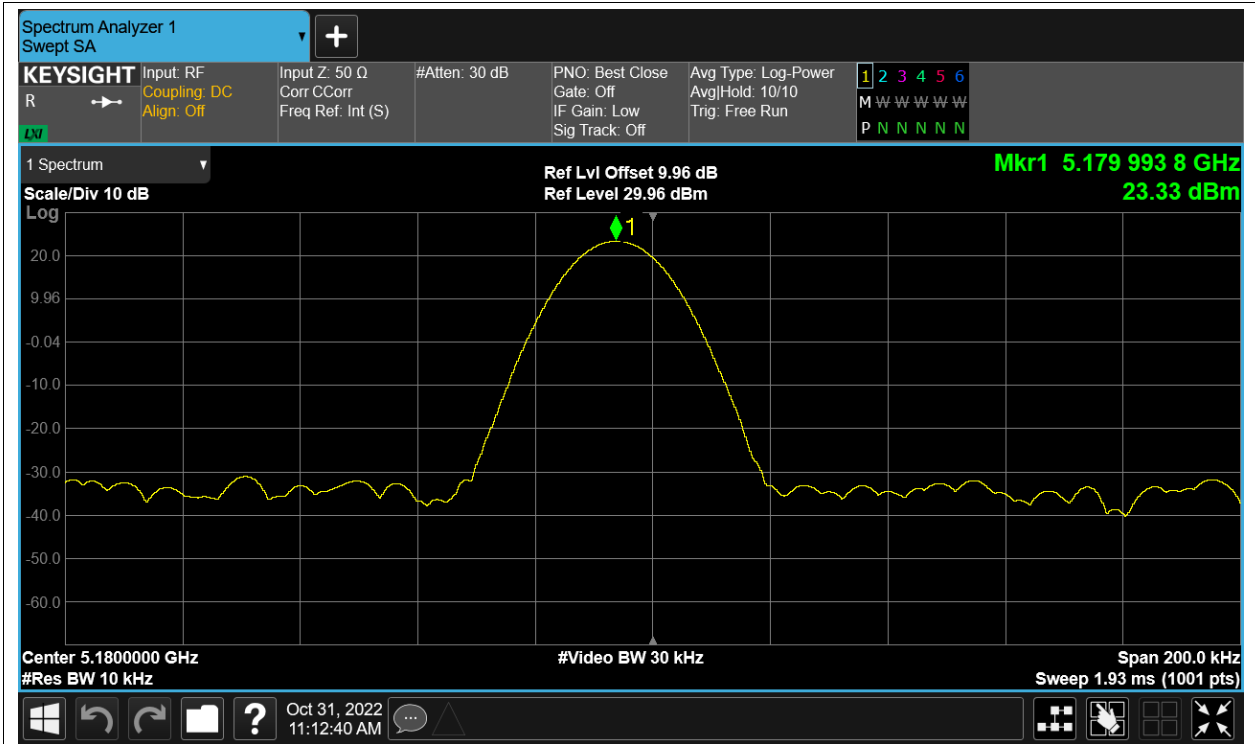 Spectrum Analyzer 1
Swept SA
KEYSIGHT
R
LXI
Input: RF
Coupling: DC
Align: Off
Input Z: 50 Ω
Corr CCorr
Freq Ref: Int (S)
#Atten: 30 dB
PNO: Best Close
Gate: Off
IF Gain: Low
Sig Track: Off
Avg Type: Log-Power
Avg|Hold: 10/10
Trig: Free Run
1 2 3 4 5 6
M W W W W W
P N N N N N
1 Spectrum
Scale/Div 10 dB
Log
Ref Lvl Offset 9.96 dB
Ref Level 29.96 dBm
Mkr1 5.179 993 8 GHz
23.33 dBm
1
20.0
9.96
-0.04
-10.0
-20.0
-30.0
-40.0
-50.0
-60.0
Center 5.1800000 GHz
#Res BW 10 kHz
#Video BW 30 kHz
Span 200.0 kHz
Sweep 1.93 ms (1001 pts)
?
Oct 31, 2022
11:12:40 AM